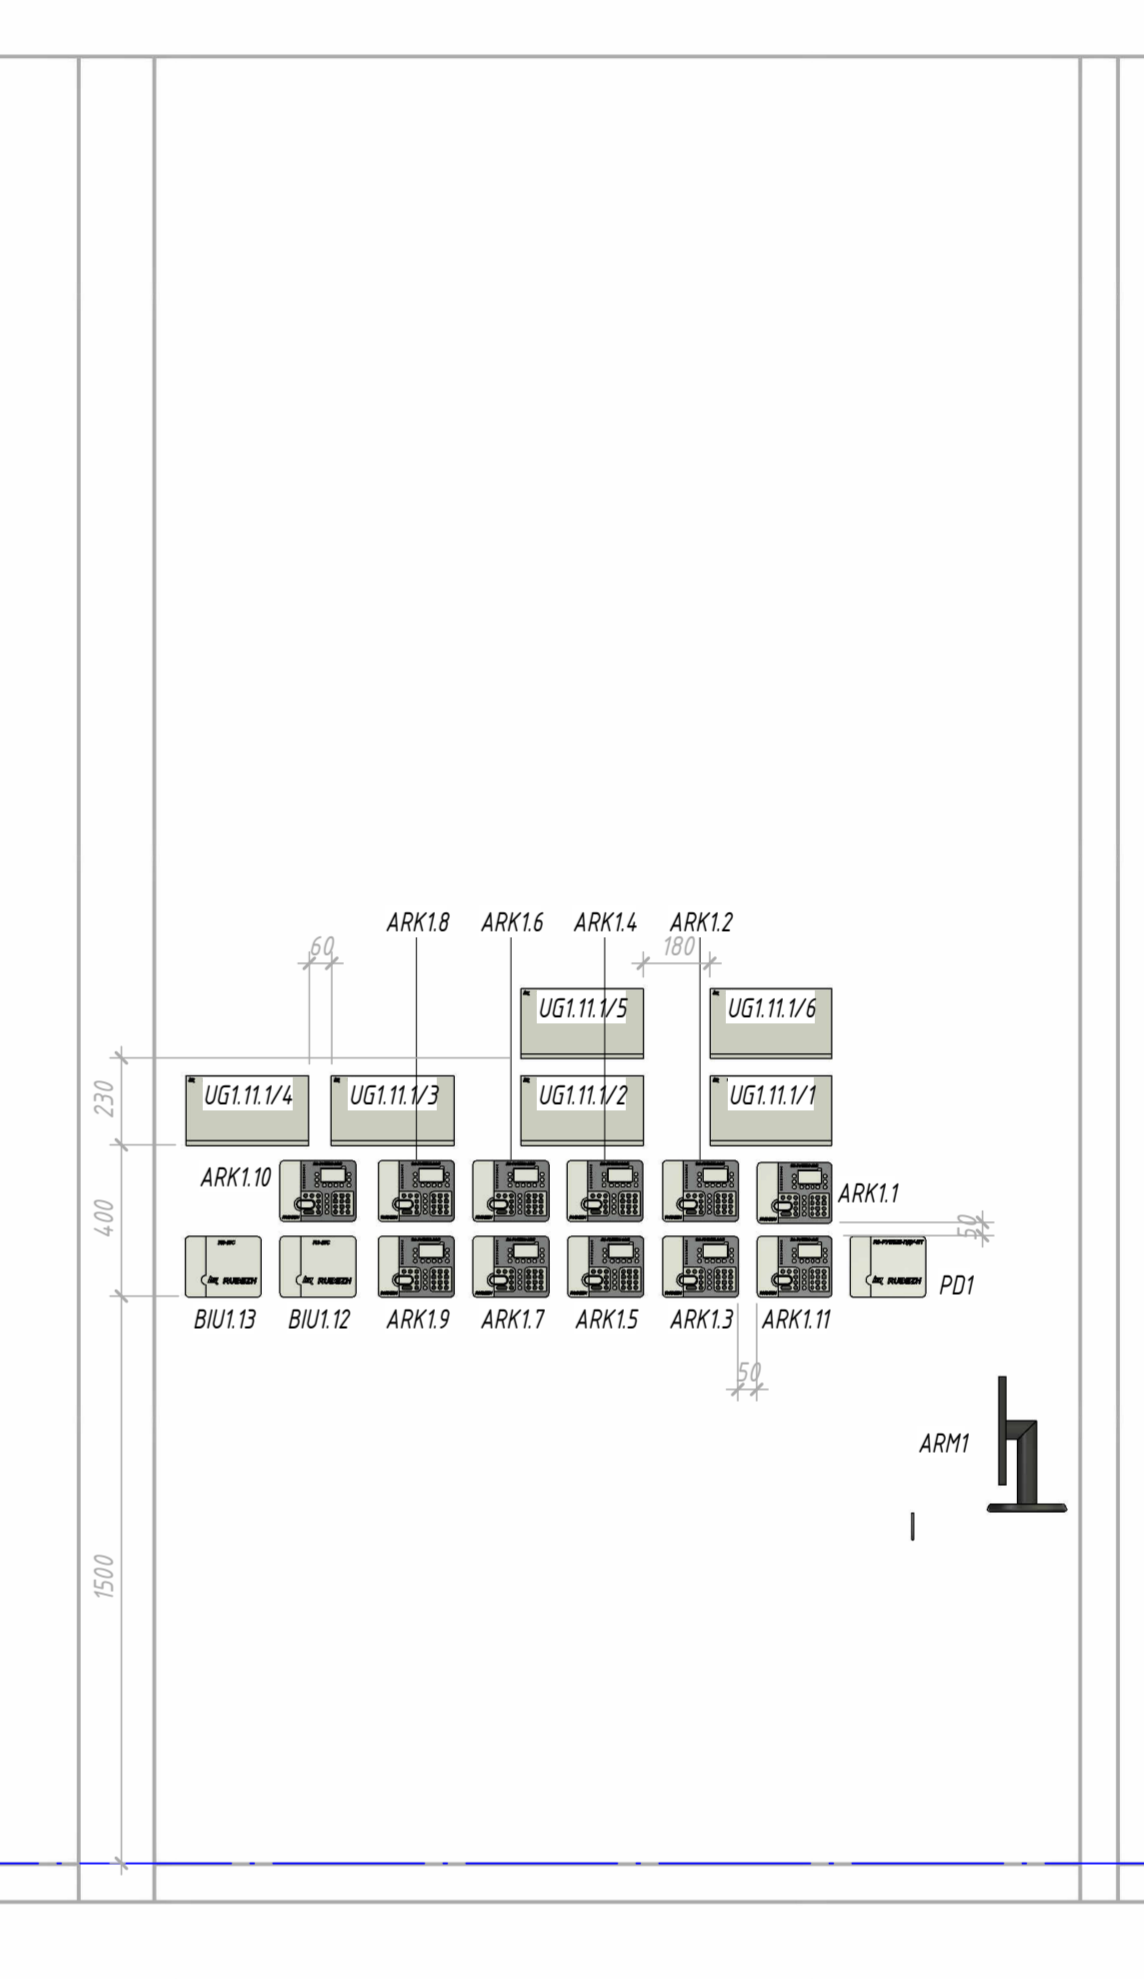 ARK1.8 ARK1.6 ARK1.4 ARK1.2
60 180
UG1.11.1/5 UG1.11.1/6
230
UG1.11.1/4 UG1.11.1/3 UG1.11.1/2 UG1.11.1/1
ARK1.10 ARK1.1
400
50
RUBEZH RUBEZH RUBEZH
PD1
BIU1.13 BIU1.12 ARK1.9 ARK1.7 ARK1.5 ARK1.3 ARK1.11
50
ARM1
1500